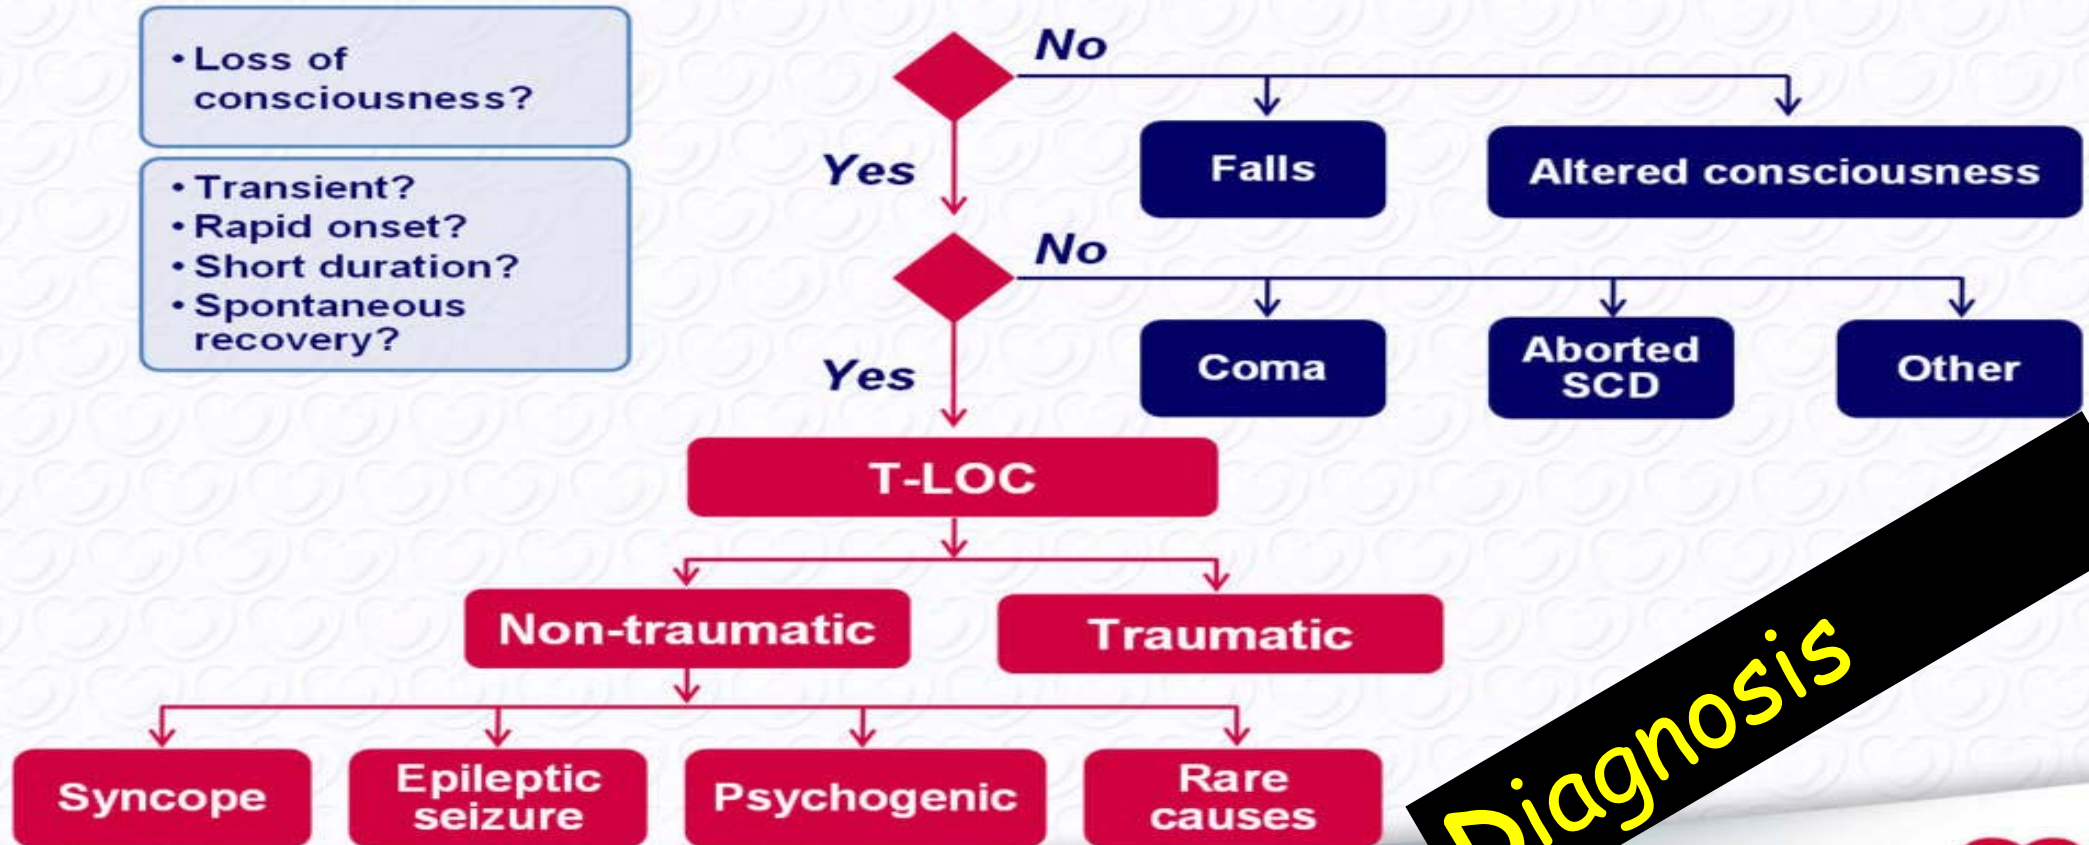 • Loss of
consciousness?
• Transient?
• Rapid onset?
• Short duration?
• Spontaneous
recovery?
No
Falls
Altered consciousness
Yes
No
Coma
Aborted
SCD
Other
Yes
T-LOC
Non-traumatic
Traumatic
Syncope
Epileptic
seizure
Psychogenic
Rare
causes
Diagnosis